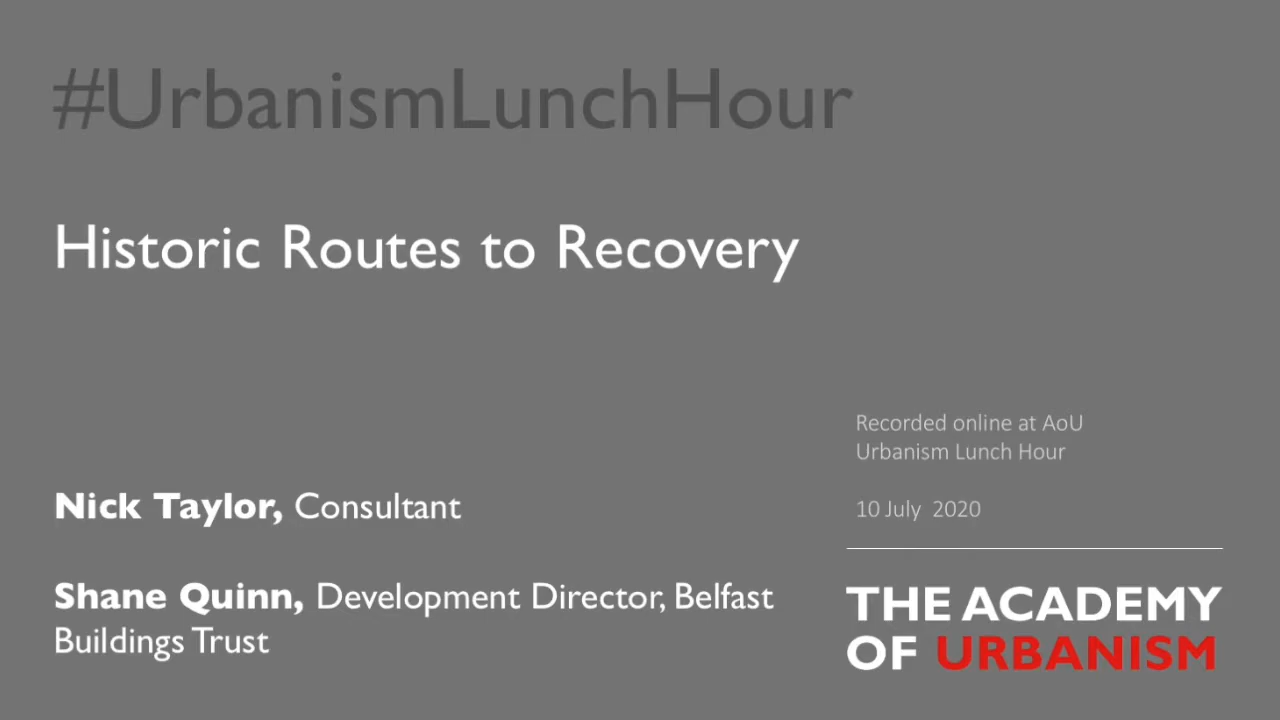 #UrbanismLunchHour
Historic Routes to Recovery
Recorded online at AoU
Urbanism Lunch Hour
10 July 2020
Nick Taylor, Consultant
Shane Quinn, Development Director, Belfast
Buildings Trust
THE ACADEMY
OF URBANISM